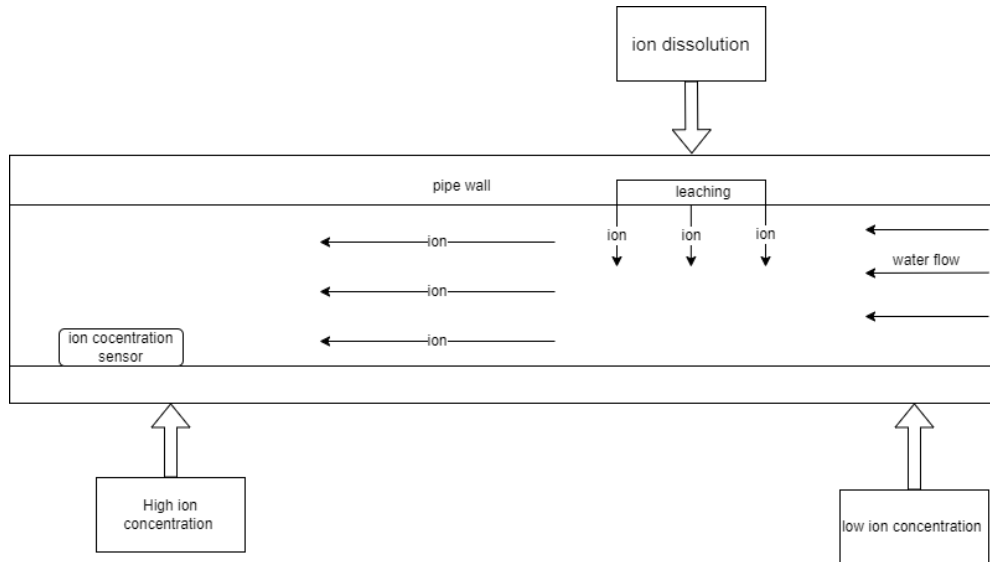 ion dissolution
pipe wall
leaching
ion
ion
ion
ion
water flow
ion
ion
ion cocentration
sensor
High ion
concentration
low ion concentration